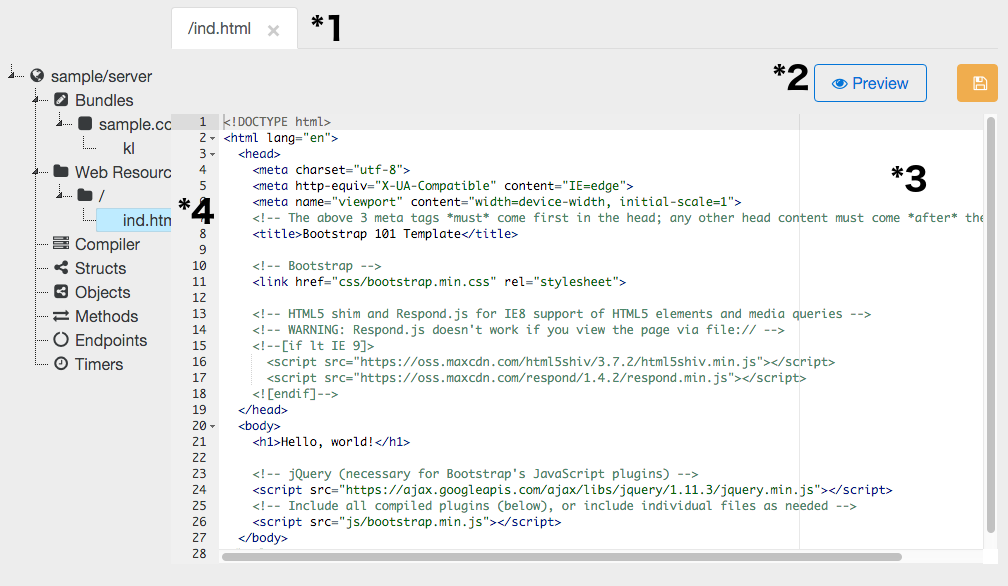 /ind.html ×
*1
*2
Preview
sample/server
Bundles
sample.co
kl
Web Resourc
/
ind.htm
Compiler
Structs
Objects
Methods
Endpoints
Timers
*3
*4
1 <!DOCTYPE html>
2 <html lang="en">
3 <head>
4 <meta charset="utf-8">
5 <meta http-equiv="X-UA-Compatible" content="IE=edge">
6 <meta name="viewport" content="width=device-width, initial-scale=1">
<!-- The above 3 meta tags *must* come first in the head; any other head content must come *after* the
8 <title>Bootstrap 101 Template</title>
9
10 <!-- Bootstrap -->
11 <link href="css/bootstrap.min.css" rel="stylesheet">
12
13 <!-- HTML5 shim and Respond.js for IE8 support of HTML5 elements and media queries -->
14 <!-- WARNING: Respond.js doesn't work if you view the page via file:// -->
15 <!--[if lt IE 9]>
16 <script src="https://oss.maxcdn.com/html5shiv/3.7.2/html5shiv.min.js"></script>
17 <script src="https://oss.maxcdn.com/respond/1.4.2/respond.min.js"></script>
18 <![endif]-->
19 </head>
20 <body>
21 <h1>Hello, world!</h1>
22
23 <!-- jQuery (necessary for Bootstrap's JavaScript plugins) -->
24 <script src="https://ajax.googleapis.com/ajax/libs/jquery/1.11.3/jquery.min.js"></script>
25 <!-- Include all compiled plugins (below), or include individual files as needed -->
26 <script src="js/bootstrap.min.js"></script>
27 </body>
28